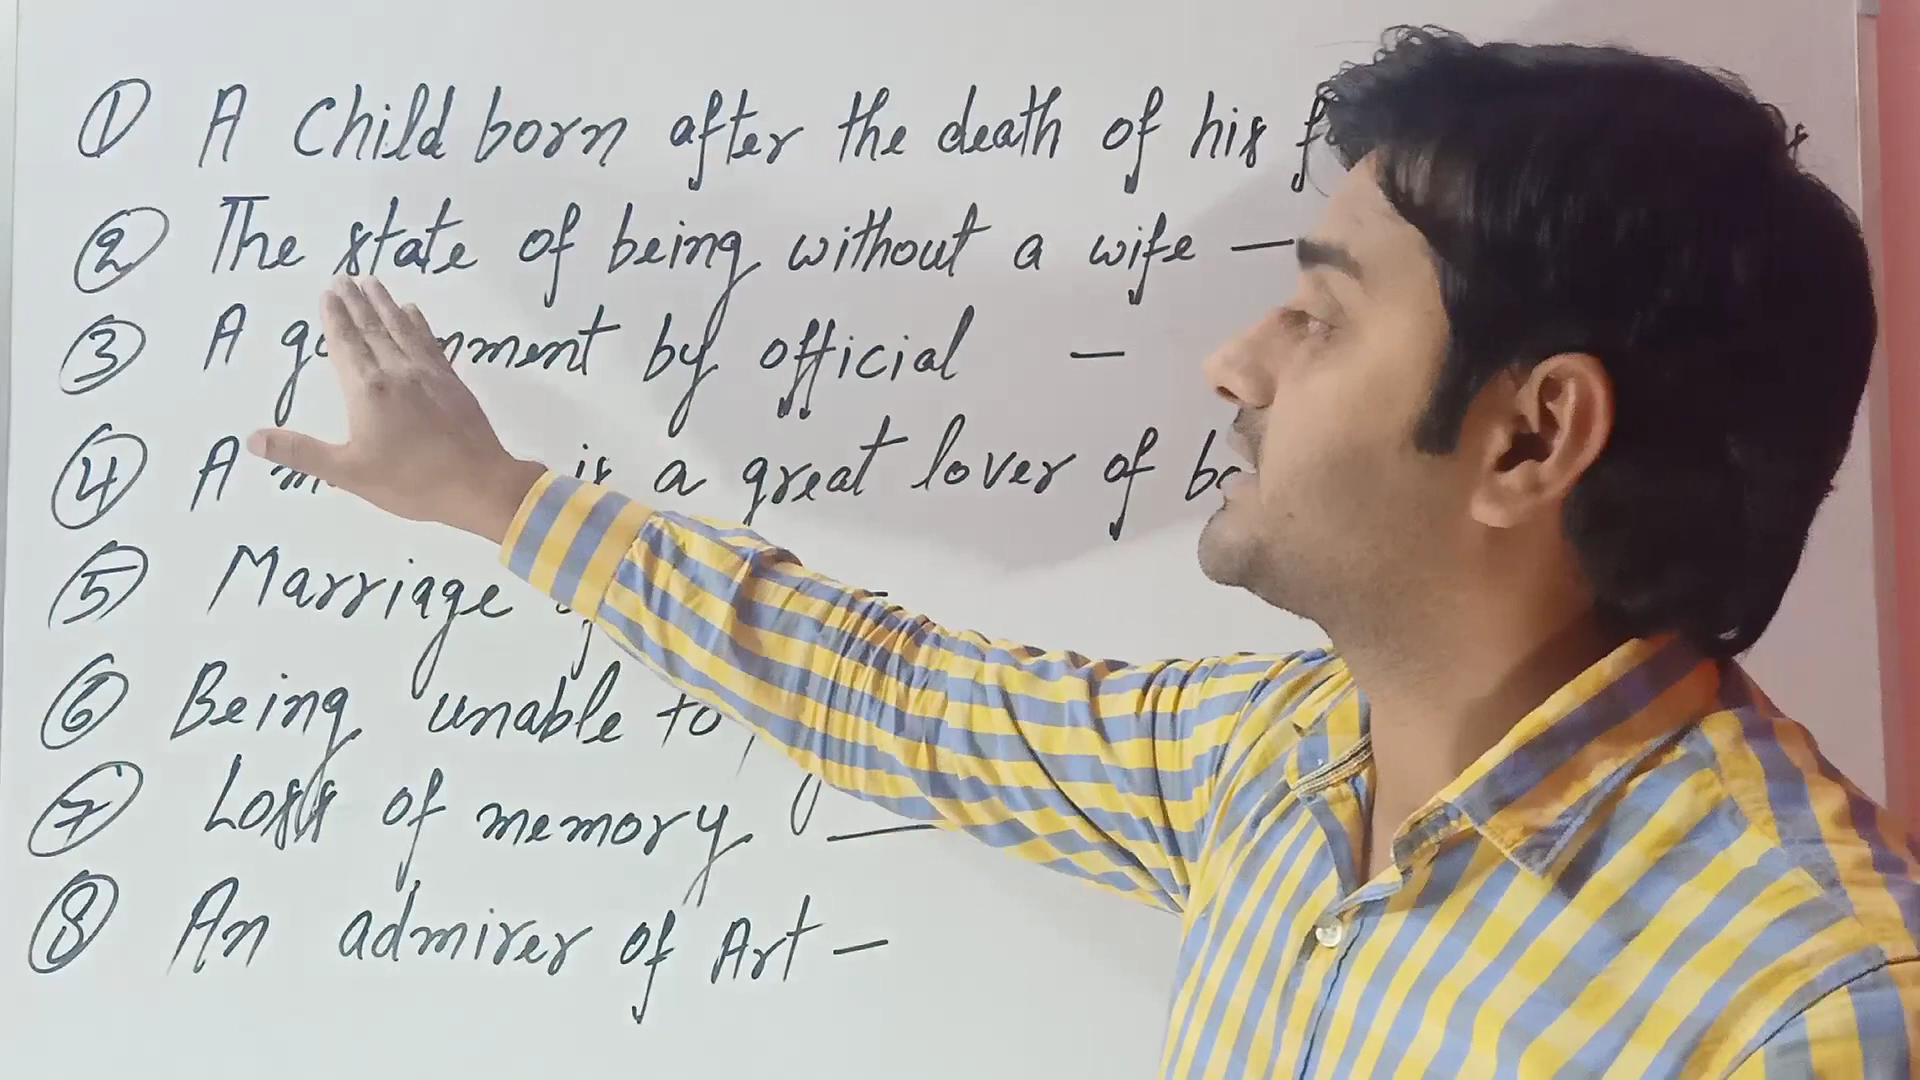 ① A child born after the death of his
② The state of being without a wife —
③ A by official —
④ A is a great lover of
⑤ Marriage
⑥ Being unable to
⑦ Loss of memory —
⑧ An admirer of Art —